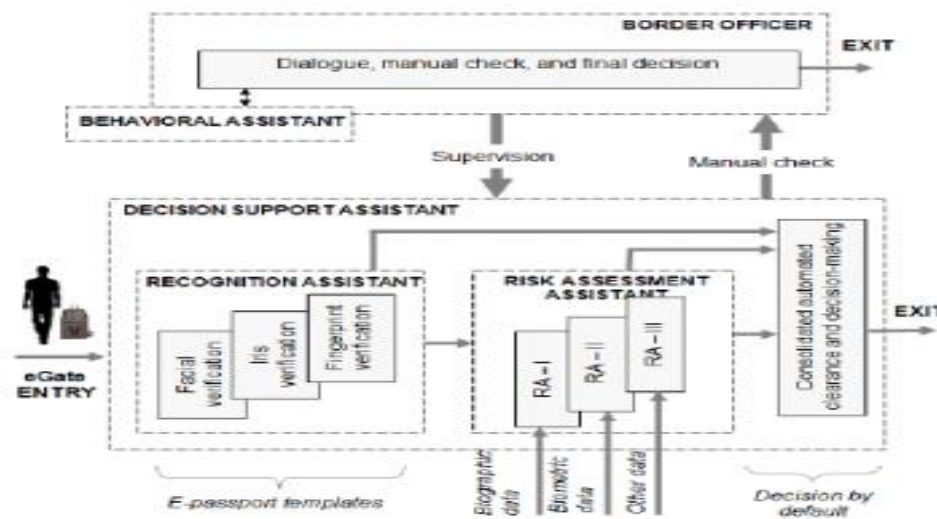 BORDER OFFICER
EXIT
Dialogue, manual check, and final decision
BEHAVIORAL ASSISTANT
Supervision
Manual check
DECISION SUPPORT ASSISTANT
RECOGNITION ASSISTANT
Facial
verification
Iris
verification
Fingerprint
verification
RISK ASSESSMENT
ASSISTANT
RA – I
RA – II
RA – III
Consolidated automated
clearance and decision-making
EXIT
eGate
ENTRY
E-passport templates
Biographic
data
Biometric
data
Other data
Decision by
default